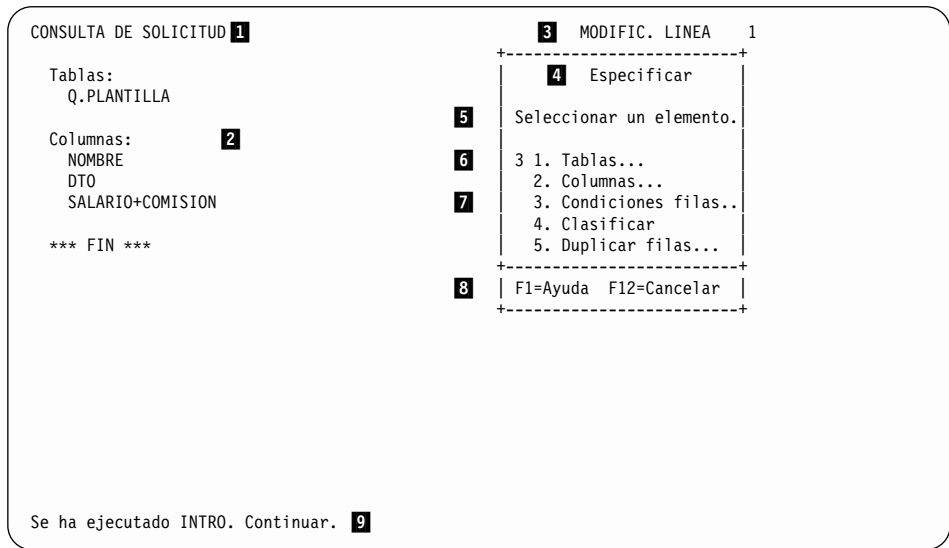 CONSULTA DE SOLICITUD 1 3 MODIFIC. LINEA 1
+--------------------------+
Tablas: | 4 Especificar |
Q.PLANTILLA | |
5 | Seleccionar un elemento.|
Columnas: 2 | |
NOMBRE 6 | 3 1. Tablas... |
DTO | 2. Columnas... |
SALARIO+COMISION 7 | 3. Condiciones filas..|
| 4. Clasificar |
*** FIN *** | 5. Duplicar filas... |
+--------------------------+
8 | F1=Ayuda F12=Cancelar |
+--------------------------+
Se ha ejecutado INTRO. Continuar. 9